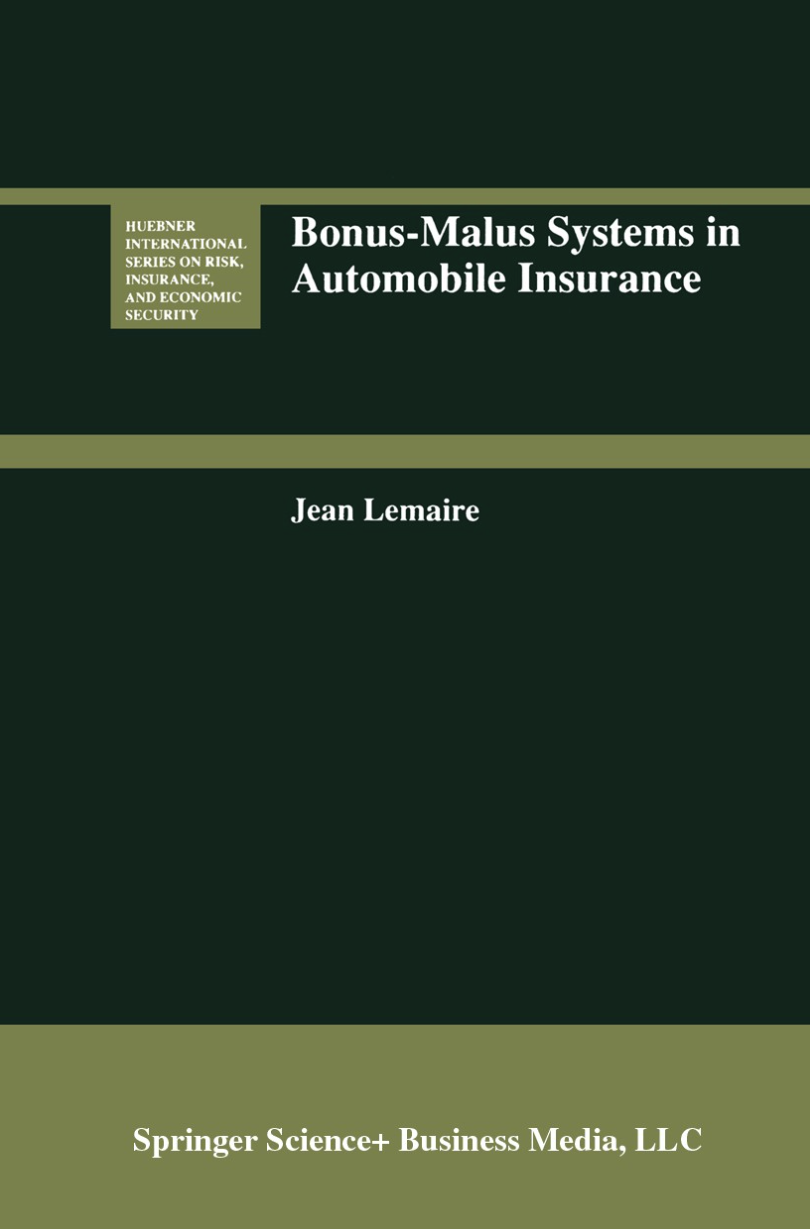 HUEBNER
INTERNATIONAL
SERIES ON RISK,
INSURANCE,
AND ECONOMIC
SECURITY
Bonus-Malus Systems in
Automobile Insurance
Jean Lemaire
Springer Science+ Business Media, LLC